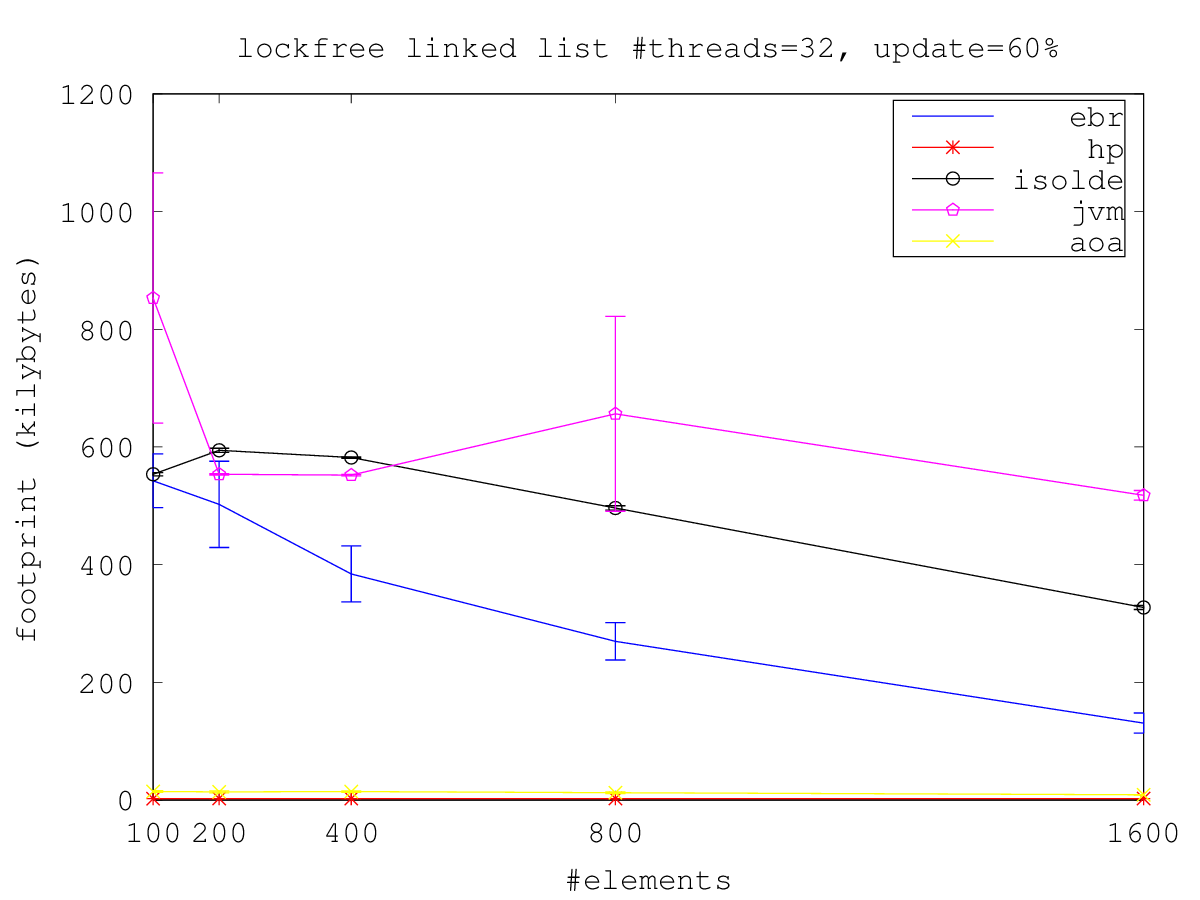 lockfree linked list #threads=32, update=60%
1200
1000
800
600
400
200
0
footprint (kilybytes)
ebr
hp
isolde
jvm
aoa
100 200 400 800 1600
#elements